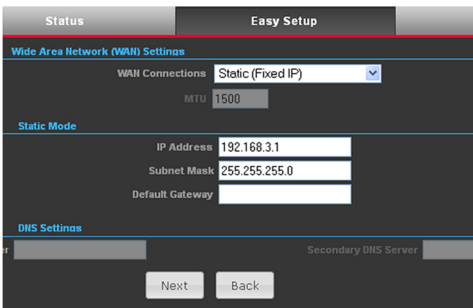 Status Easy Setup
Wide Area Network (WAN) Settings
WAN Connections Static (Fixed IP)
MTU 1500
Static Mode
IP Address 192.168.3.1
Subnet Mask 255.255.255.0
Default Gateway
DNS Settings
er Secondary DNS Server
Next Back